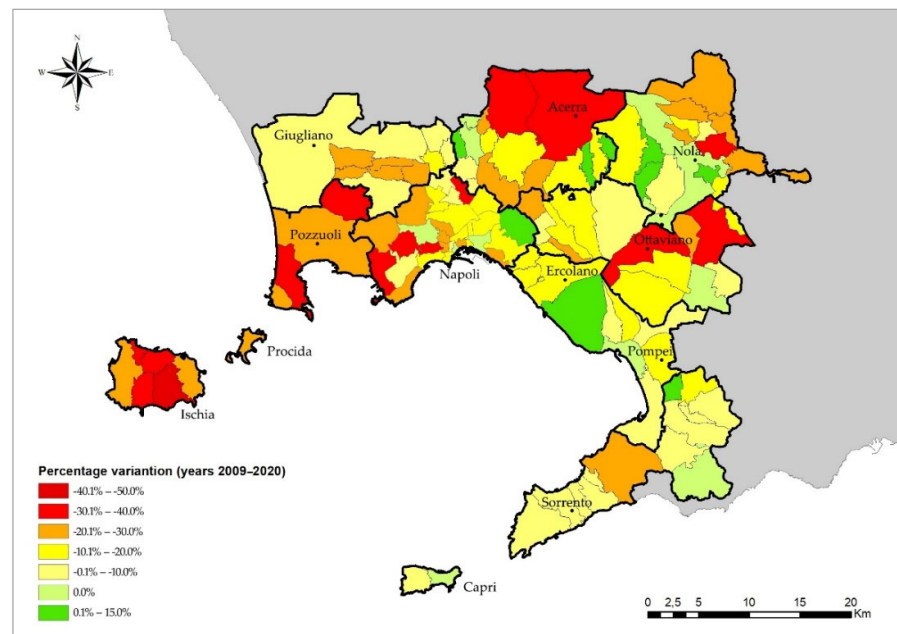 N
W E
S
Acerra
Giugliano
Nola
Pozzuoli
Ottaviano
Ercolano
Napoli
Procida
Pompei
Ischia
Percentage variantion (years 2009–2020)
-40.1% – -50.0%
-30.1% – -40.0%
-20.1% – -30.0%
-10.1% – -20.0%
-0.1% – -10.0%
0.0%
0.1% – 15.0%
Sorrento
Capri
0 2,5 5 10 15 20
Km